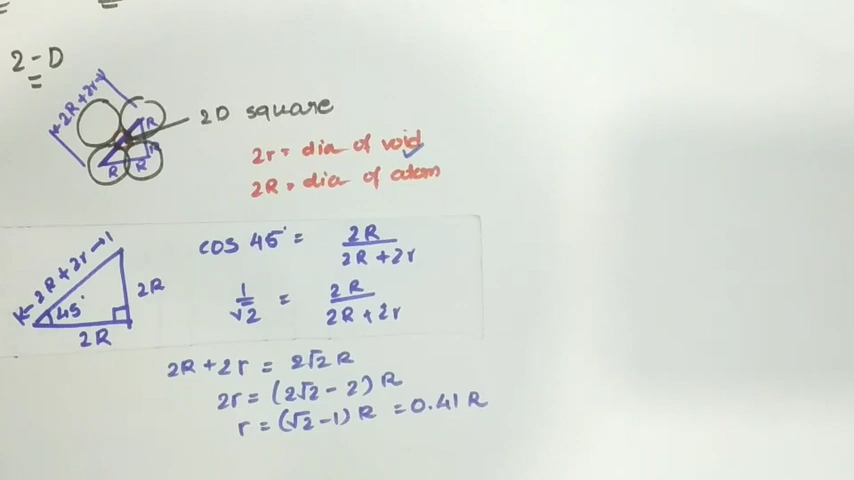 2-D
2R+2r
2D square
R
R
R R
2r = dia of void
2R = dia of atom
2R+2r
45°
2R
2R
cos 45° = 2R / 2R+2r
1/√2 = 2R / 2R+2r
2R+2r = 2√2 R
2r = (2√2-2) R
r = (√2-1) R = 0.41 R